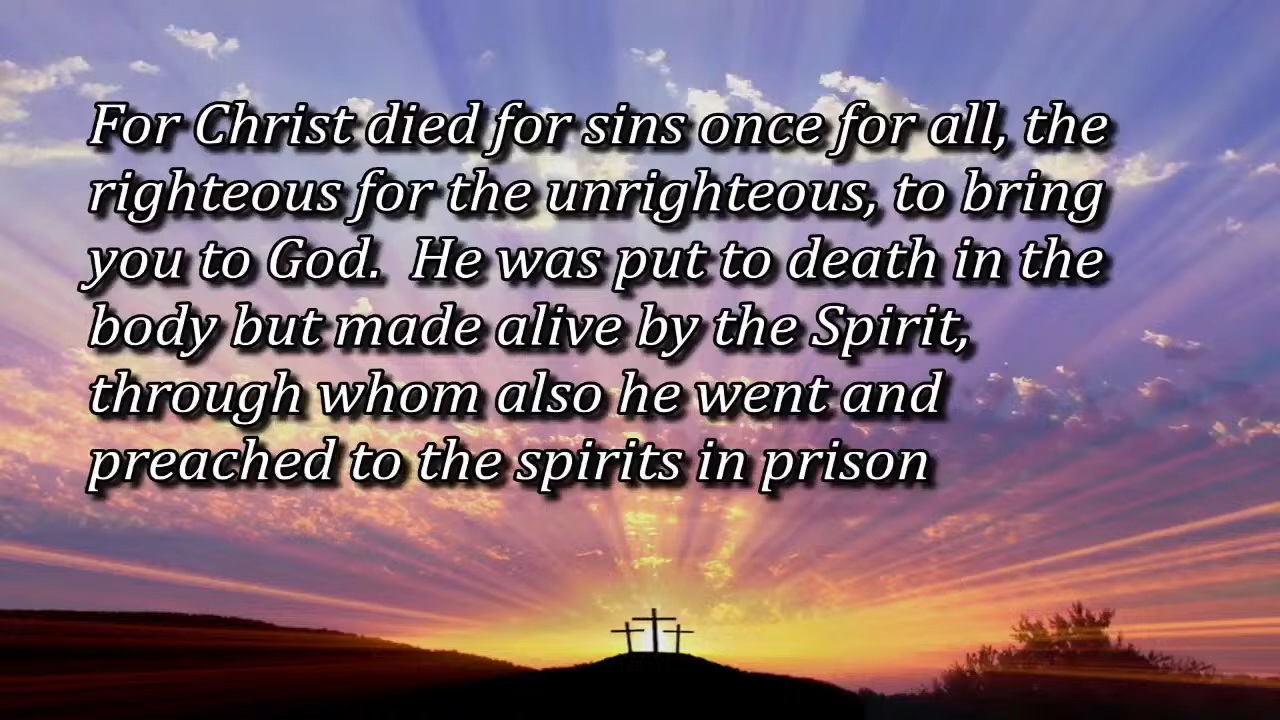 For Christ died for sins once for all, the
righteous for the unrighteous, to bring
you to God.  He was put to death in the
body but made alive by the Spirit,
through whom also he went and
preached to the spirits in prison